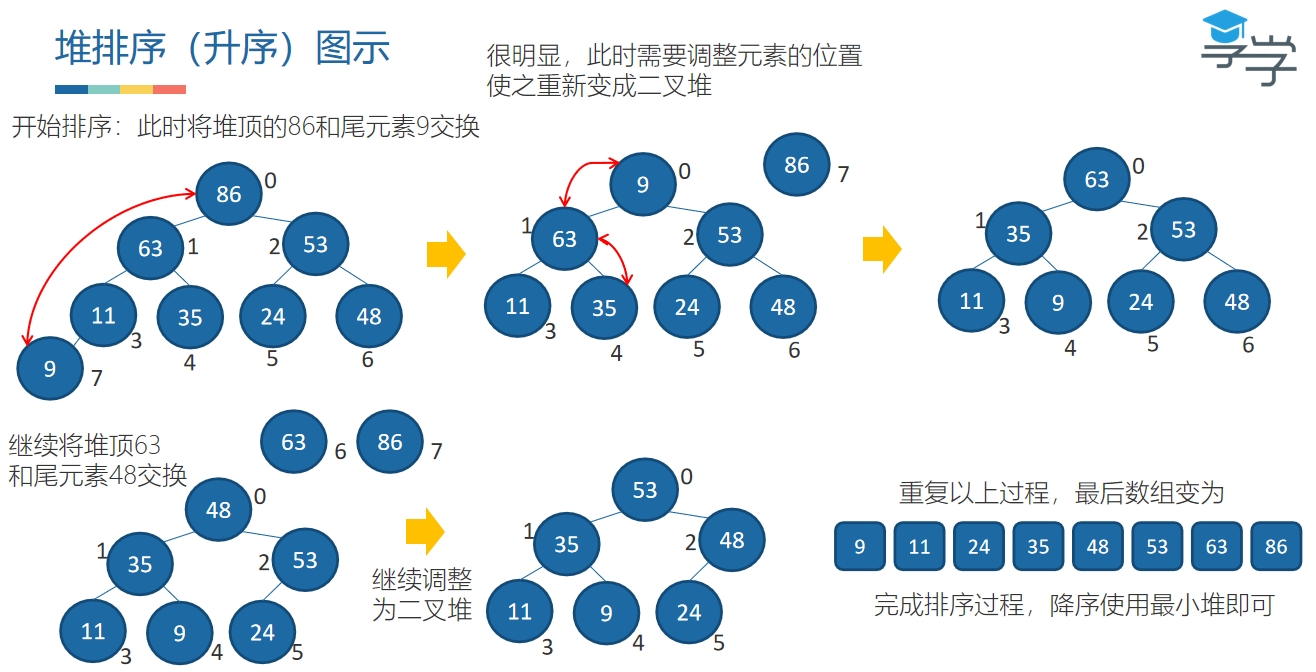 堆排序（升序）图示
很明显，此时需要调整元素的位置
使之重新变成二叉堆
学学
开始排序：此时将堆顶的86和尾元素9交换
86 0
63 1 2 53
11 3 35 4 24 5 48 6
9 7
86 7
9 0
1 63 2 53
11 3 35 4 24 5 48 6
63 0
1 35 2 53
11 3 9 4 24 5 48 6
继续将堆顶63
和尾元素48交换
63 6 86 7
48 0
1 35 2 53
11 3 9 4 24 5
继续调整
为二叉堆
53 0
1 35 2 48
11 3 9 4 24 5
重复以上过程，最后数组变为
9 11 24 35 48 53 63 86
完成排序过程，降序使用最小堆即可